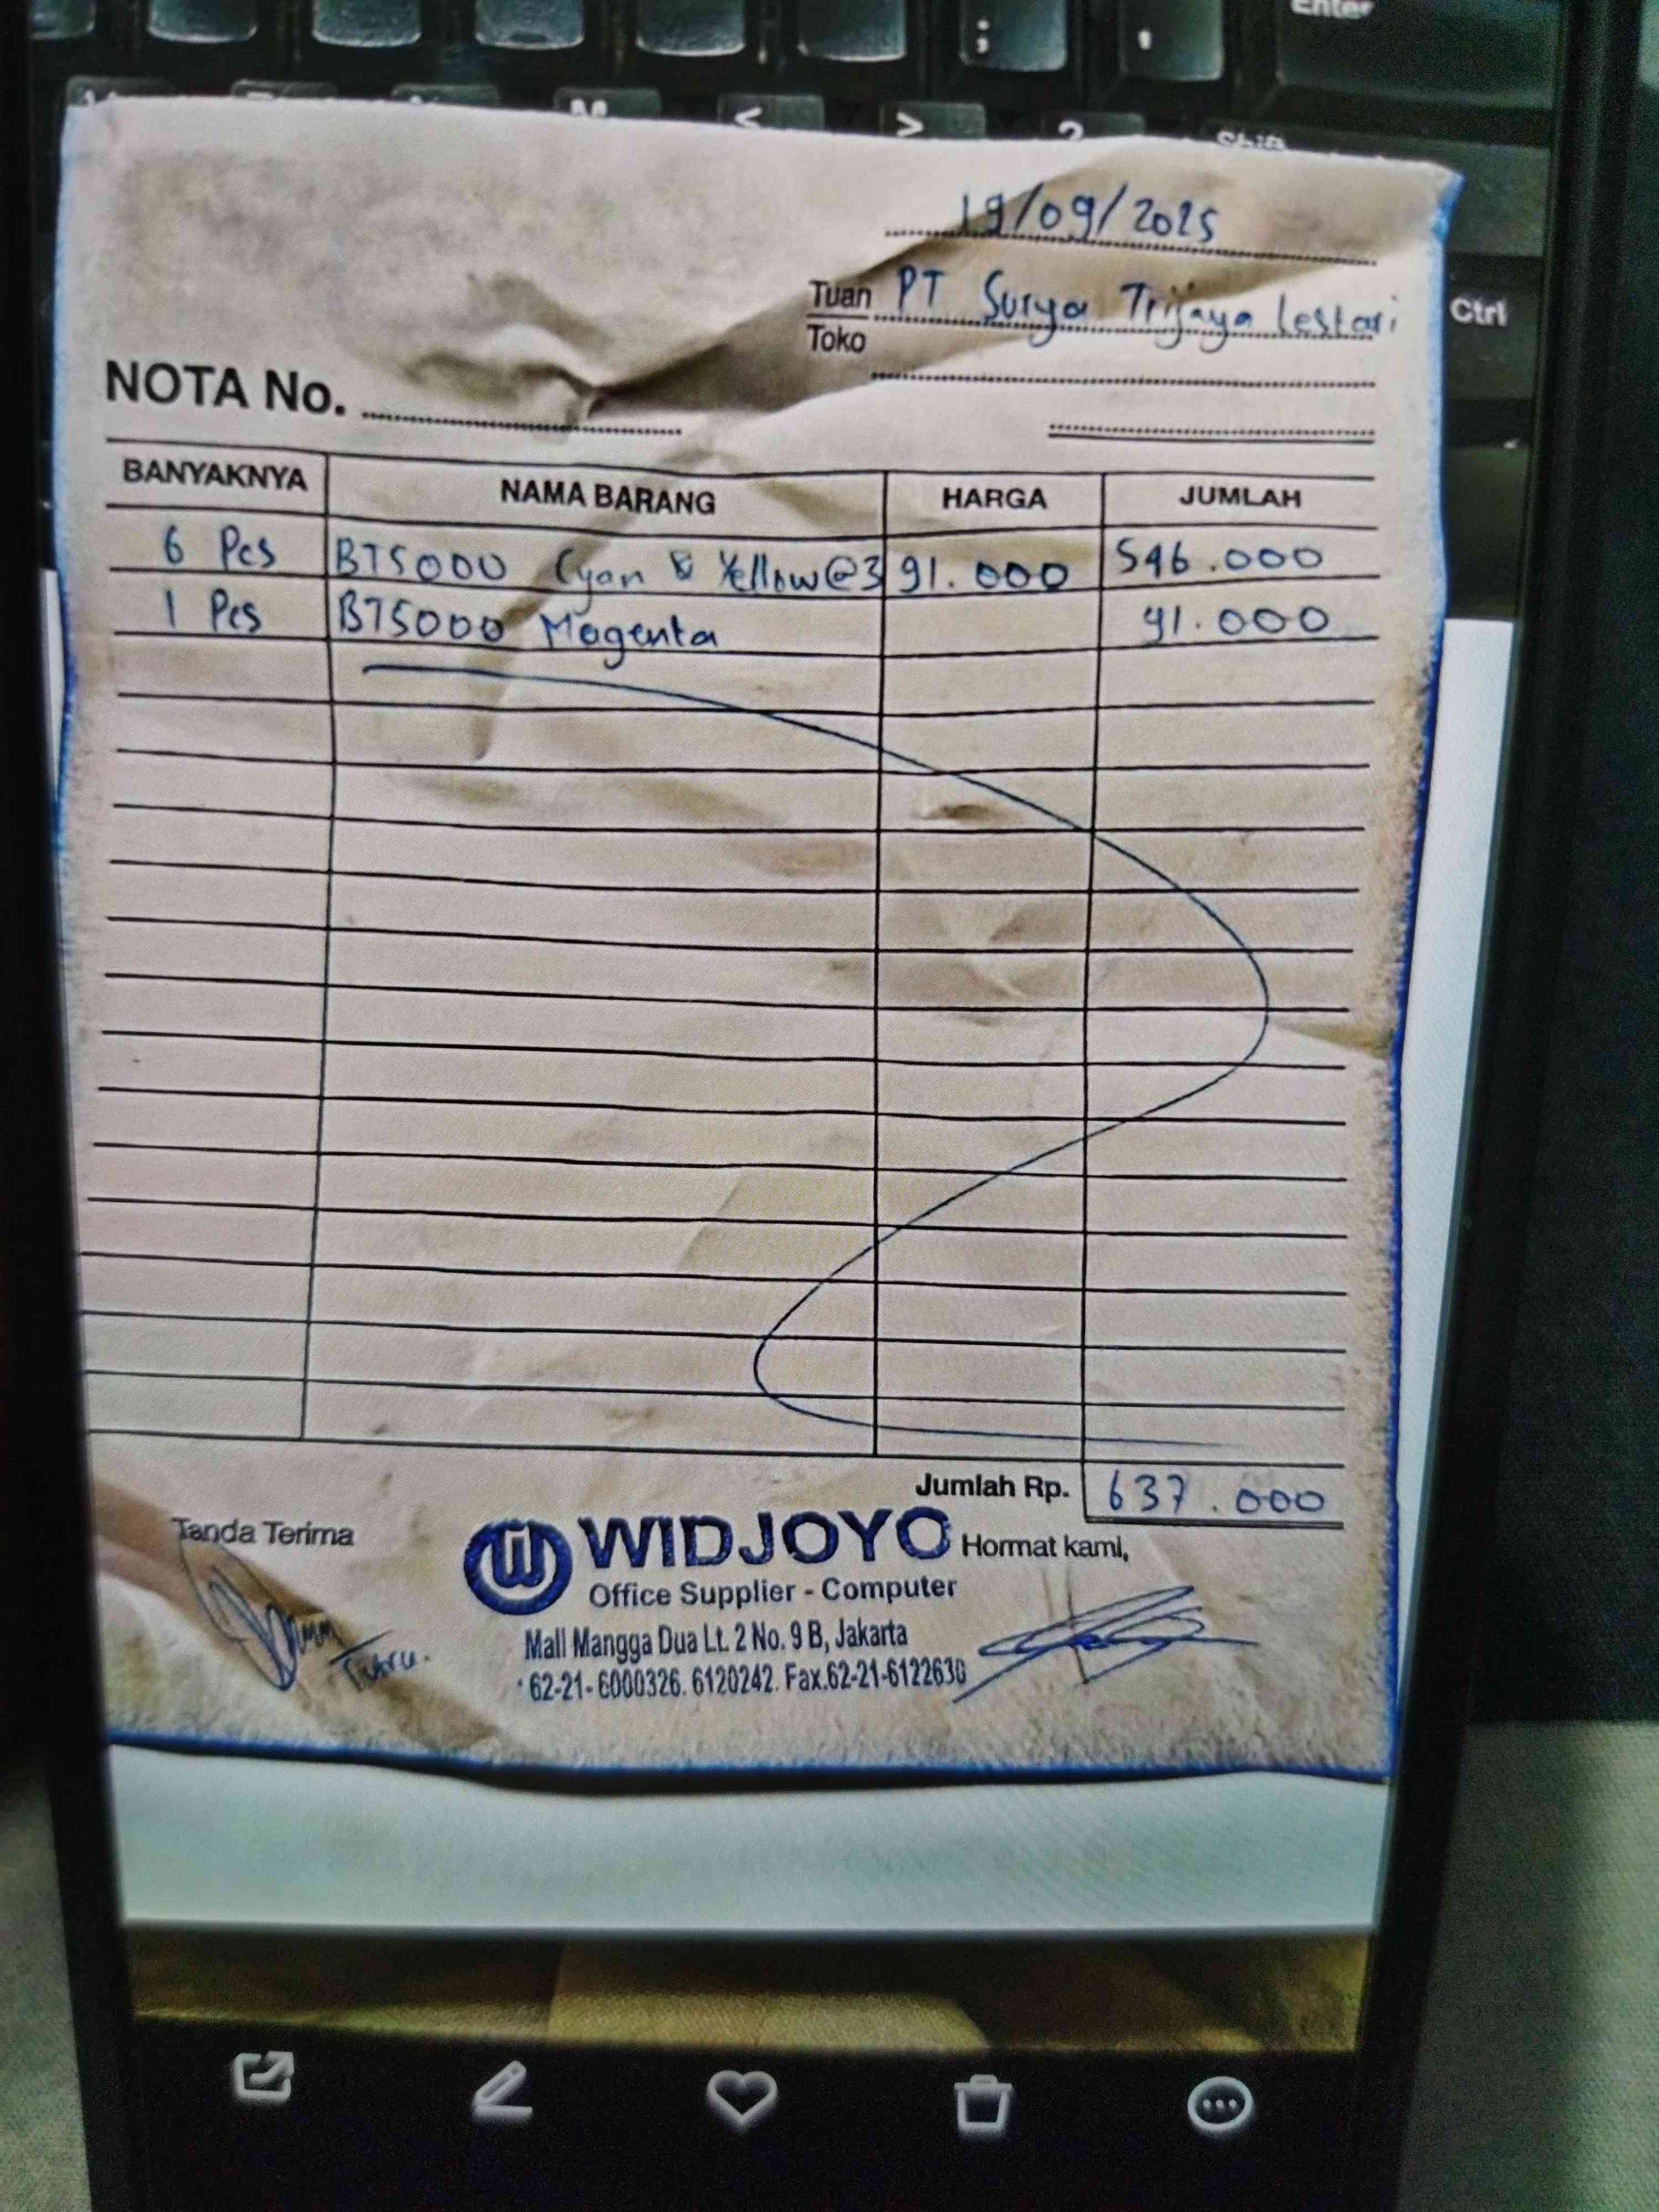 Enter
;
,
M
<
>
?
Shift
Ctrl
19/09/2025
Tuan PT Surya Trijaya Lestari
Toko
NOTA No.
BANYAKNYA NAMA BARANG HARGA JUMLAH
6 Pcs BT5000 Cyan & Yellow @3 91.000 546.000
1 Pcs BT5000 Magenta 91.000
Jumlah Rp. 637.000
Tanda Terima
WIDJOYO Hormat kami,
Office Supplier - Computer
Mall Mangga Dua Lt. 2 No. 9 B, Jakarta
62-21-6000326. 6120242. Fax.62-21-6122630